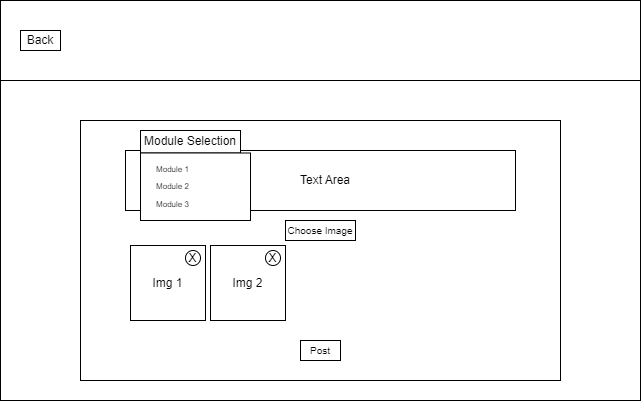 Back
Module Selection
Module 1
Module 2
Module 3
Text Area
Choose Image
X
X
Img 1
Img 2
Post